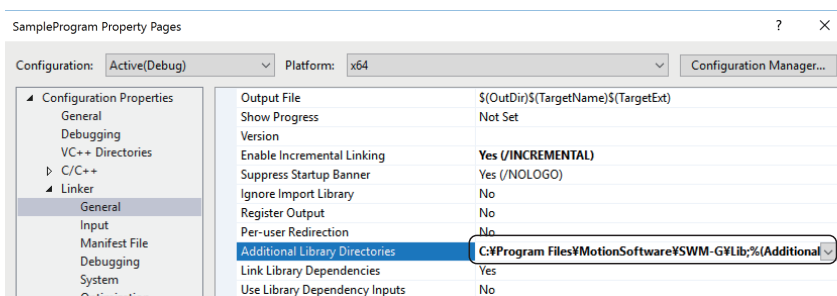 SampleProgram Property Pages ? ×
Configuration: Active(Debug) Platform: x64 Configuration Manager...
Configuration Properties
General
Debugging
VC++ Directories
C/C++
Linker
General
Input
Manifest File
Debugging
System
Output File $(OutDir)$(TargetName)$(TargetExt)
Show Progress Not Set
Version
Enable Incremental Linking Yes (/INCREMENTAL)
Suppress Startup Banner Yes (/NOLOGO)
Ignore Import Library No
Register Output No
Per-user Redirection No
Additional Library Directories C:¥Program Files¥MotionSoftware¥SWM-G¥Lib;%(Additional
Link Library Dependencies Yes
Use Library Dependency Inputs No